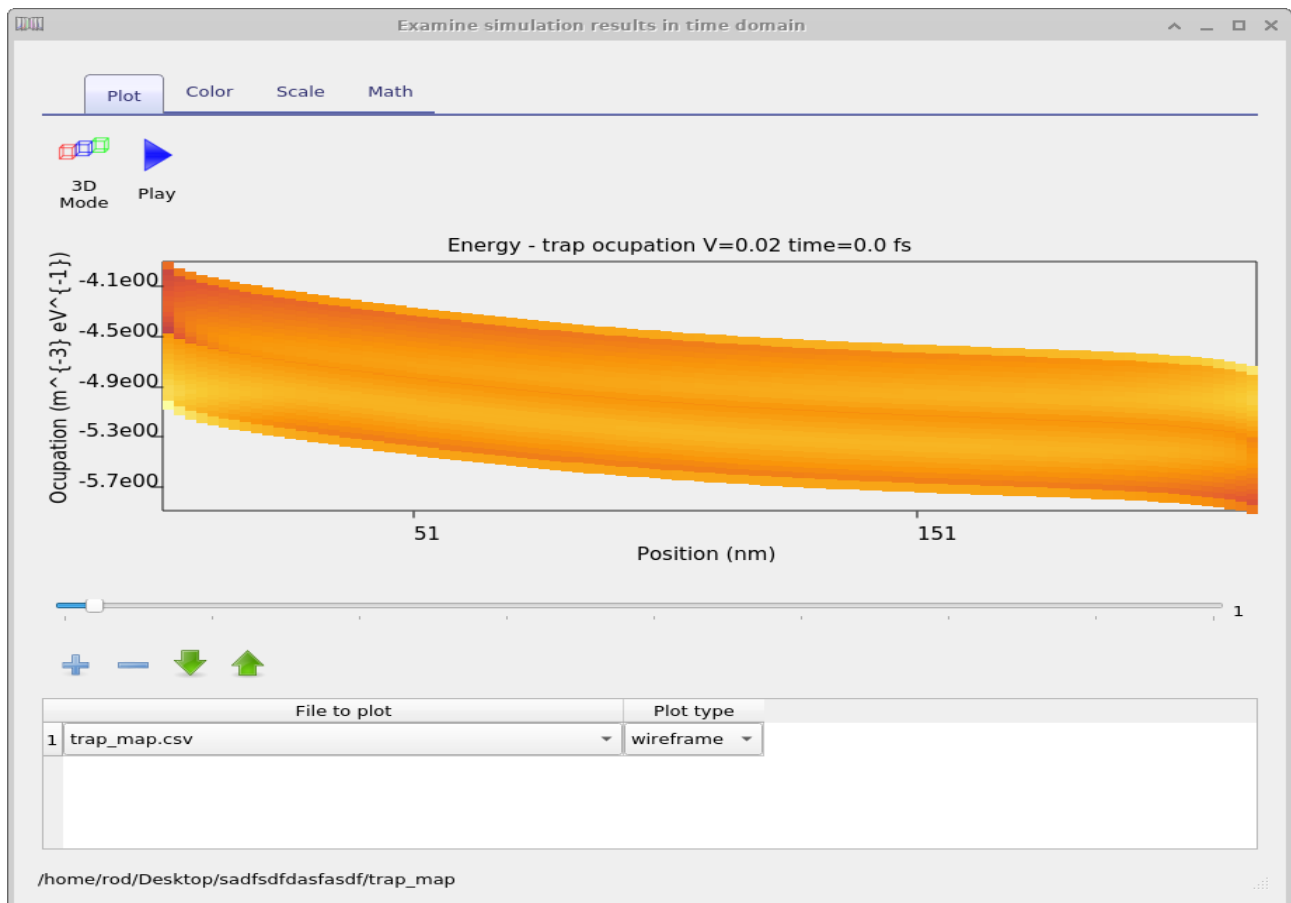 Examine simulation results in time domain
Plot Color Scale Math
3D
Mode
Play
Energy - trap ocupation V=0.02 time=0.0 fs
Ocupation (m^{-3} eV^{-1})
-4.1e00
-4.5e00
-4.9e00
-5.3e00
-5.7e00
51 151
Position (nm)
1
File to plot Plot type
1 trap_map.csv wireframe
/home/rod/Desktop/sadfsdfdasfasdf/trap_map